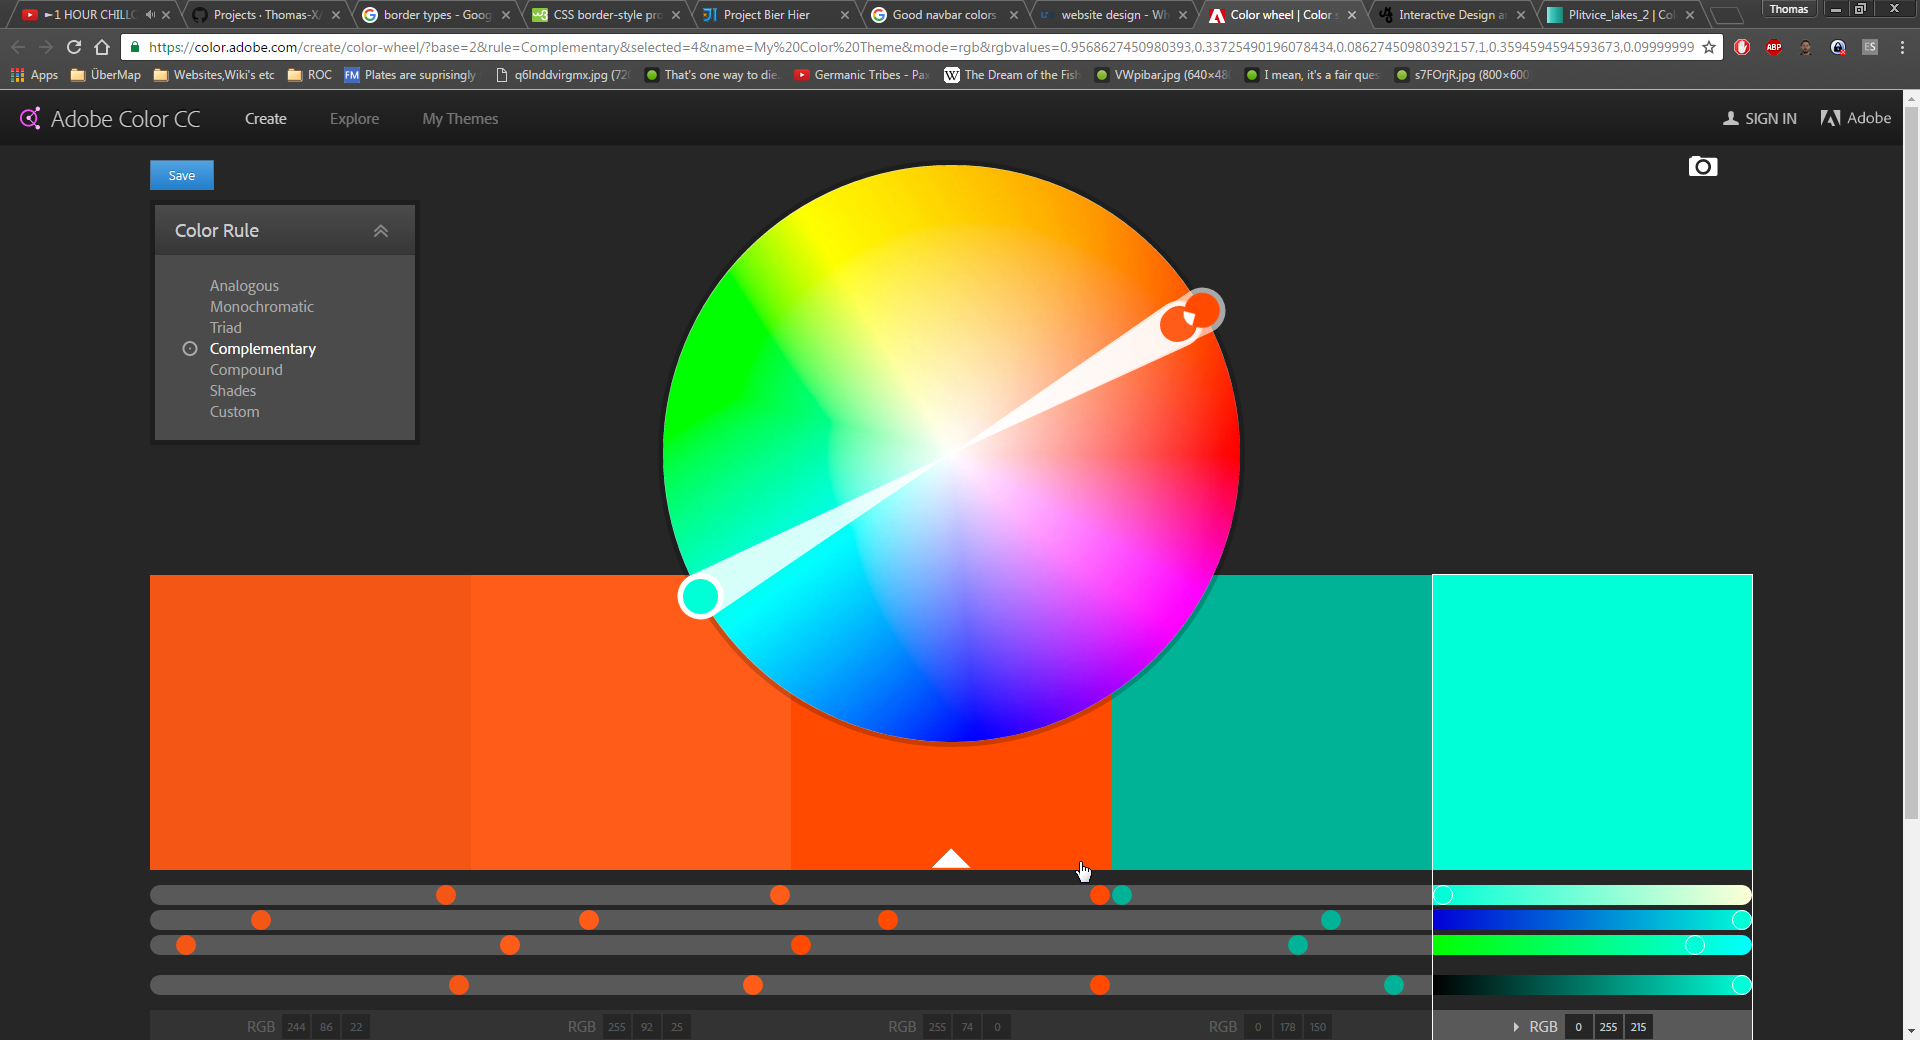 ►1 HOUR CHILL
Projects · Thomas-X
border types - Goog
CSS border-style pro
Project Bier Hier
Good navbar colors
website design - Wh
Color wheel | Color
Interactive Design a
Plitvice_lakes_2 | Co
Thomas
https://color.adobe.com/create/color-wheel/?base=2&rule=Complementary&selected=4&name=My%20Color%20Theme&mode=rgb&rgbvalues=0.9568627450980393,0.33725490196078434,0.08627450980392157,1,0.3594594594593673,0.09999999
ABP
ES
Apps
ÜberMap
Websites,Wiki's etc
ROC
FM
Plates are suprisingly
q6lnddvirgmx.jpg (72
That's one way to die
Germanic Tribes - Pax
W
The Dream of the Fish
VWpibar.jpg (640×48
I mean, it's a fair ques
s7FOrjR.jpg (800×600
Adobe Color CC
Create
Explore
My Themes
SIGN IN
Adobe
Save
Color Rule
Analogous
Monochromatic
Triad
Complementary
Compound
Shades
Custom
RGB 244 86 22
RGB 255 92 25
RGB 255 74 0
RGB 0 178 150
RGB 0 255 215